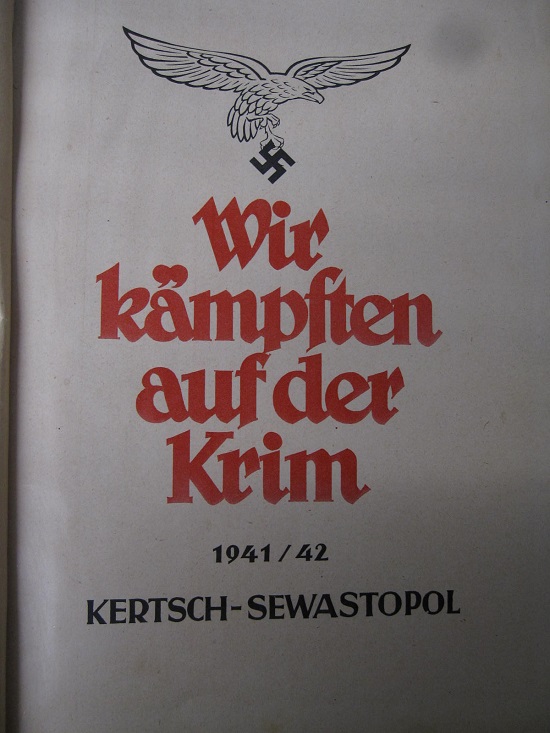 Wir
kämpften
auf der
Krim
1941/42
KERTSCH-SEWASTOPOL